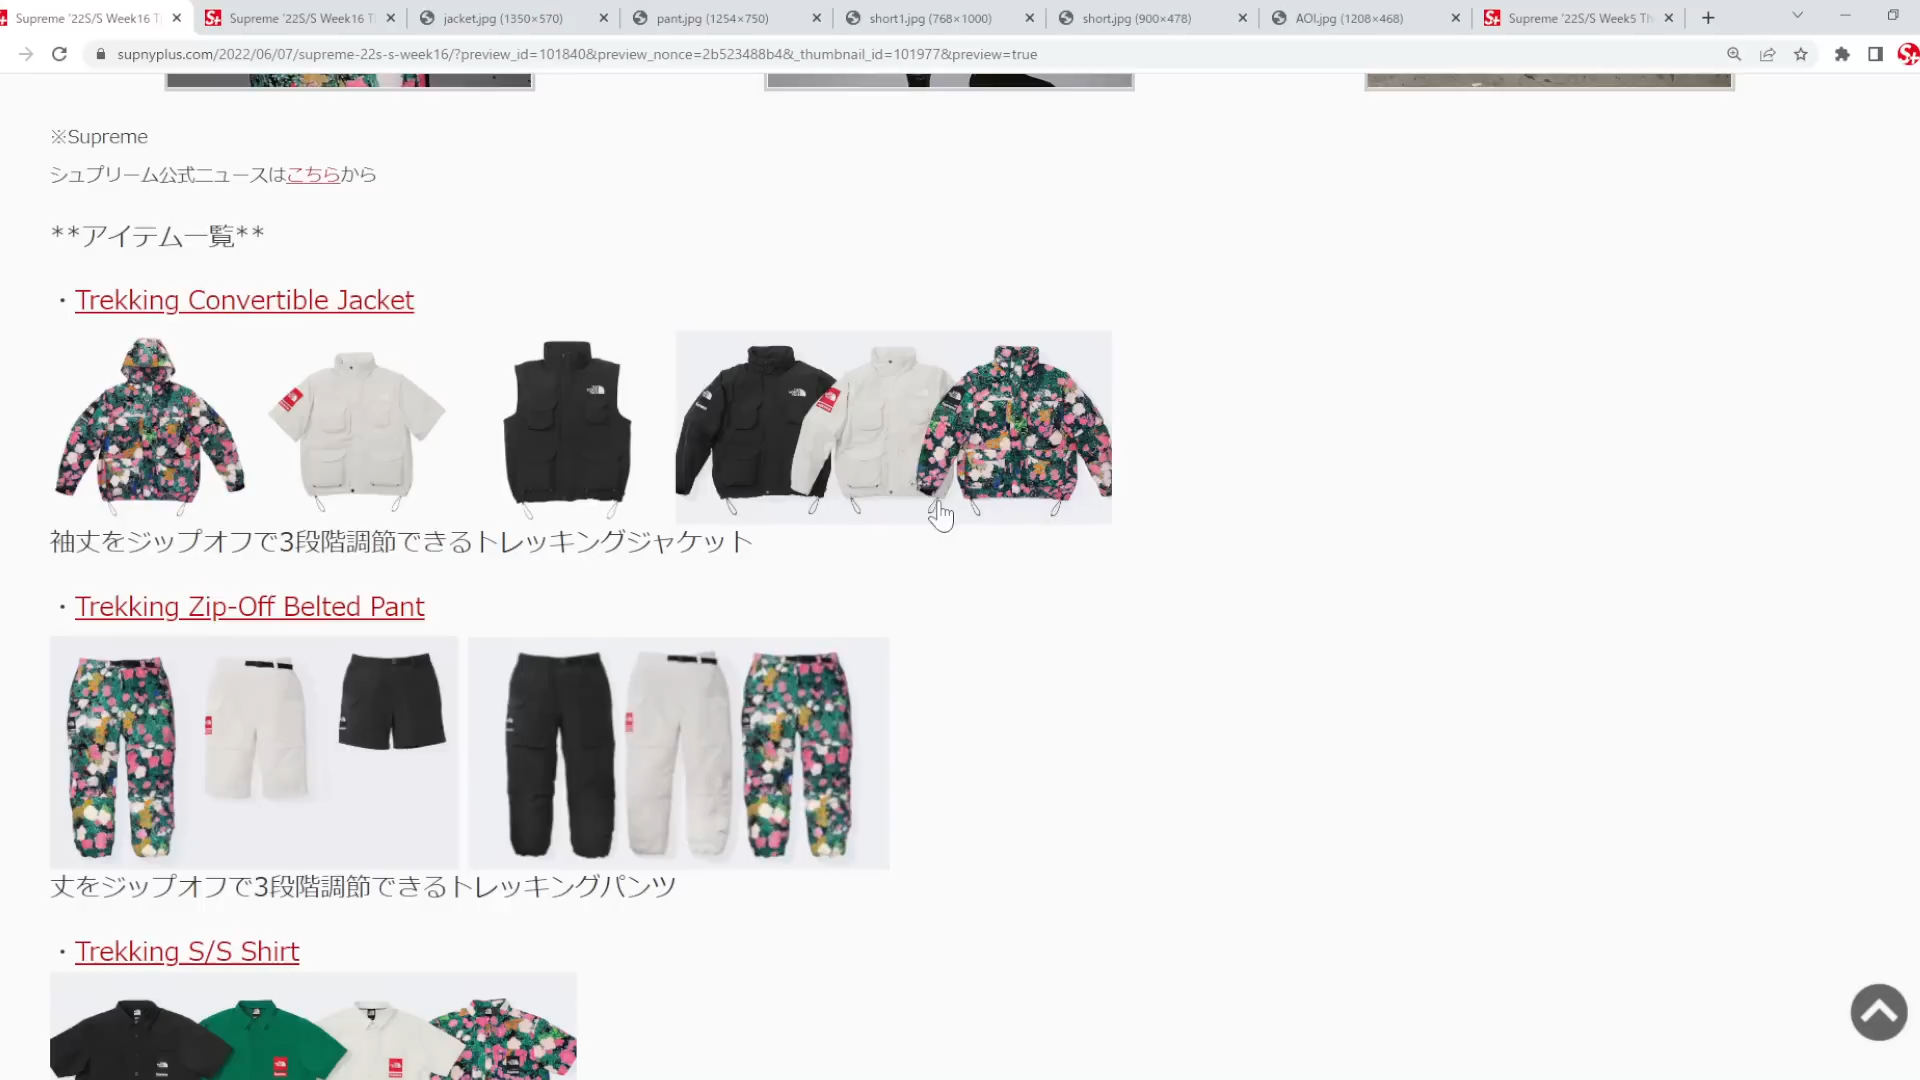 Supreme '22S/S Week16 T
Supreme '22S/S Week16 T
jacket.jpg (1350×570)
pant.jpg (1254×750)
short1.jpg (768×1000)
short.jpg (900×478)
AOI.jpg (1208×468)
Supreme '22S/S Week5 Th
supnyplus.com/2022/06/07/supreme-22s-s-week16/?preview_id=101840&preview_nonce=2b523488b4&_thumbnail_id=101977&preview=true
※Supreme
シュプリーム公式ニュースはこちらから
**アイテム一覧**
・Trekking Convertible Jacket
袖丈をジップオフで3段階調節できるトレッキングジャケット
・Trekking Zip-Off Belted Pant
丈をジップオフで3段階調節できるトレッキングパンツ
・Trekking S/S Shirt